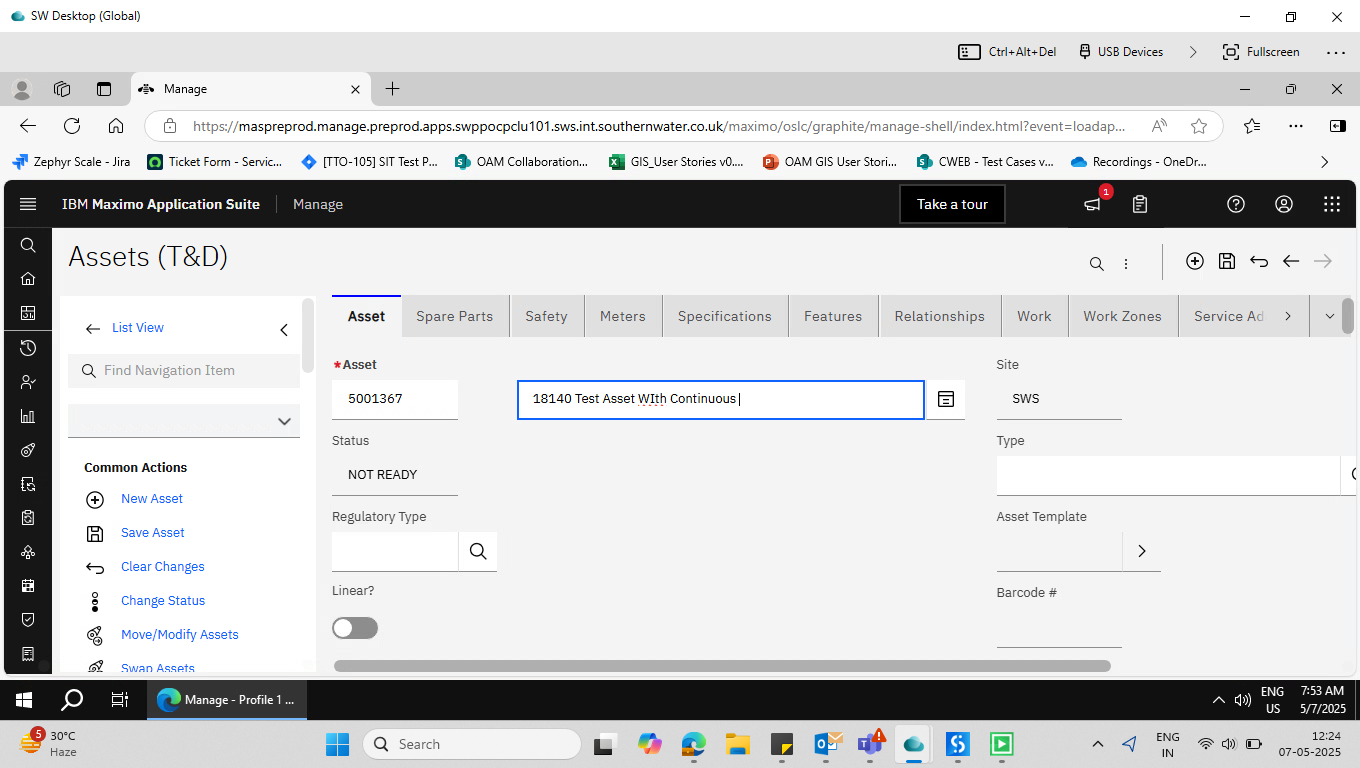 SW Desktop (Global)
Ctrl+Alt+Del USB Devices Fullscreen
Manage
https://maspreprod.manage.preprod.apps.swppocpclu101.sws.int.southernwater.co.uk/maximo/oslc/graphite/manage-shell/index.html?event=loadap...
Zephyr Scale - Jira Ticket Form - Servic... [TTO-105] SIT Test P... OAM Collaboration... GIS_User Stories v0.... OAM GIS User Stori... CWEB - Test Cases v... Recordings - OneDr...
IBM Maximo Application Suite Manage Take a tour 1
Assets (T&D)
List View
Find Navigation Item
Common Actions
New Asset
Save Asset
Clear Changes
Change Status
Move/Modify Assets
Swap Assets
Asset Spare Parts Safety Meters Specifications Features Relationships Work Work Zones Service Ad
*Asset
5001367 18140 Test Asset WIth Continuous
Site
SWS
Status
NOT READY
Type
Regulatory Type
Asset Template
Linear?
Barcode #
Manage - Profile 1 ...
ENG
US
7:53 AM
5/7/2025
5
30°C
Haze
Search
ENG
IN
12:24
07-05-2025